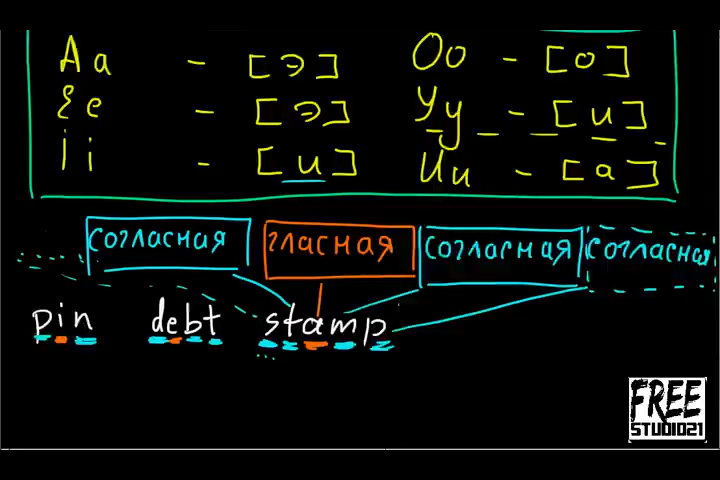 Aa - [э] Oo - [о]
Ee - [э] Yy - [и]
Ii - [и] Uu - [а]
согласная гласная согласная согласная
pin debt stamp
FREE
STUDIO21